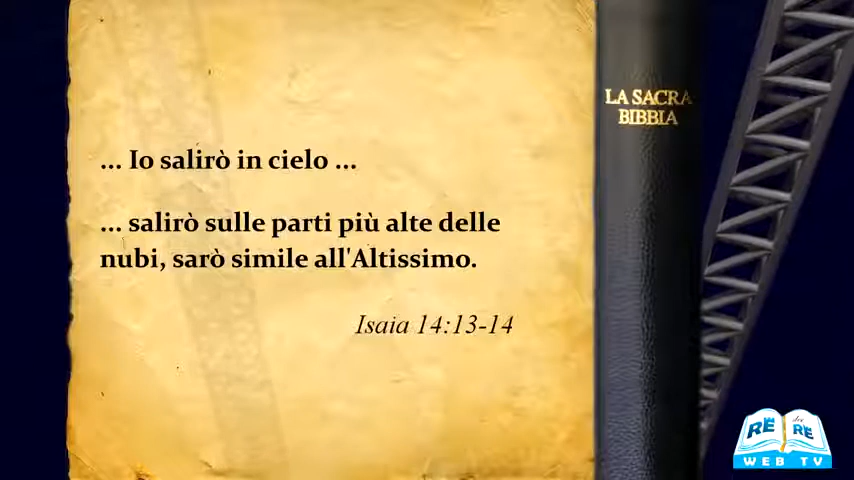 ... Io salirò in cielo ...
... salirò sulle parti più alte delle
nubi, sarò simile all'Altissimo.
Isaia 14:13-14
LA SACRA
BIBBIA
RE dei RE
WEB TV